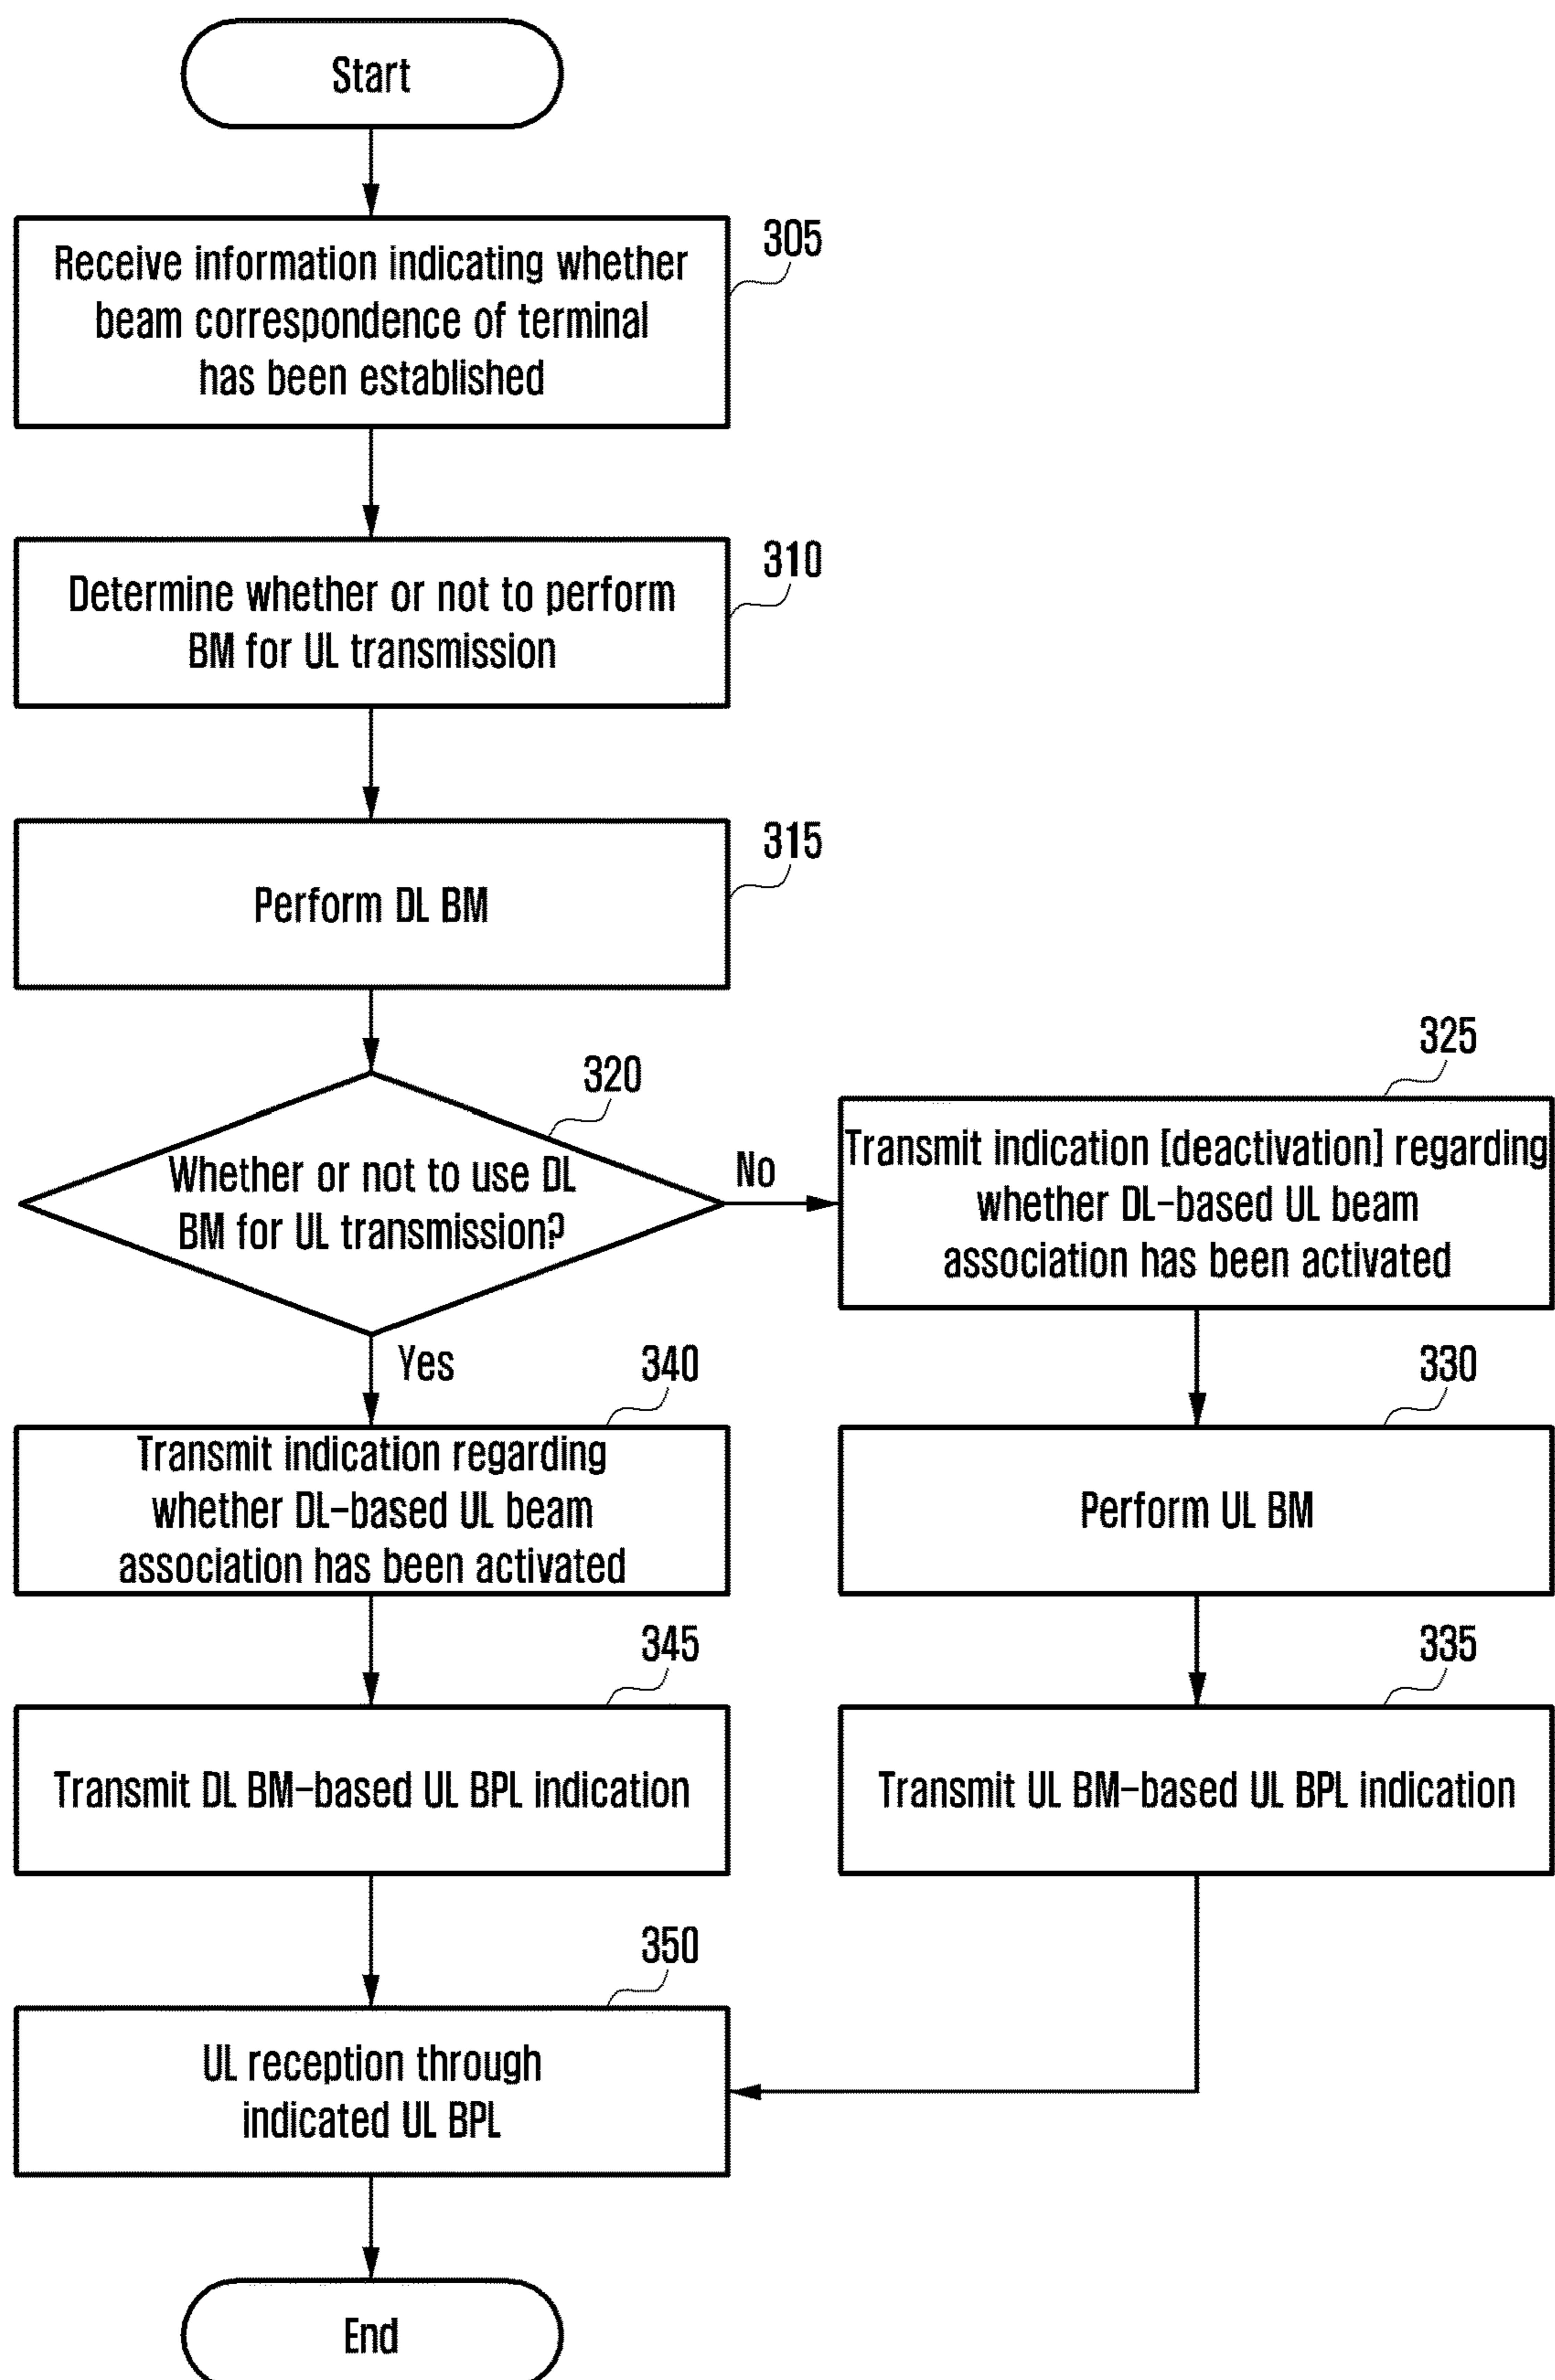 Start
305
Receive information indicating whether
beam correspondence of terminal
has been established
310
Determine whether or not to perform
BM for UL transmission
315
Perform DL BM
320
Whether or not to use DL
BM for UL transmission?
No
325
Transmit indication [deactivation] regarding
whether DL-based UL beam
association has been activated
Yes
340
Transmit indication regarding
whether DL-based UL beam
association has been activated
330
Perform UL BM
345
Transmit DL BM-based UL BPL indication
335
Transmit UL BM-based UL BPL indication
350
UL reception through
indicated UL BPL
End